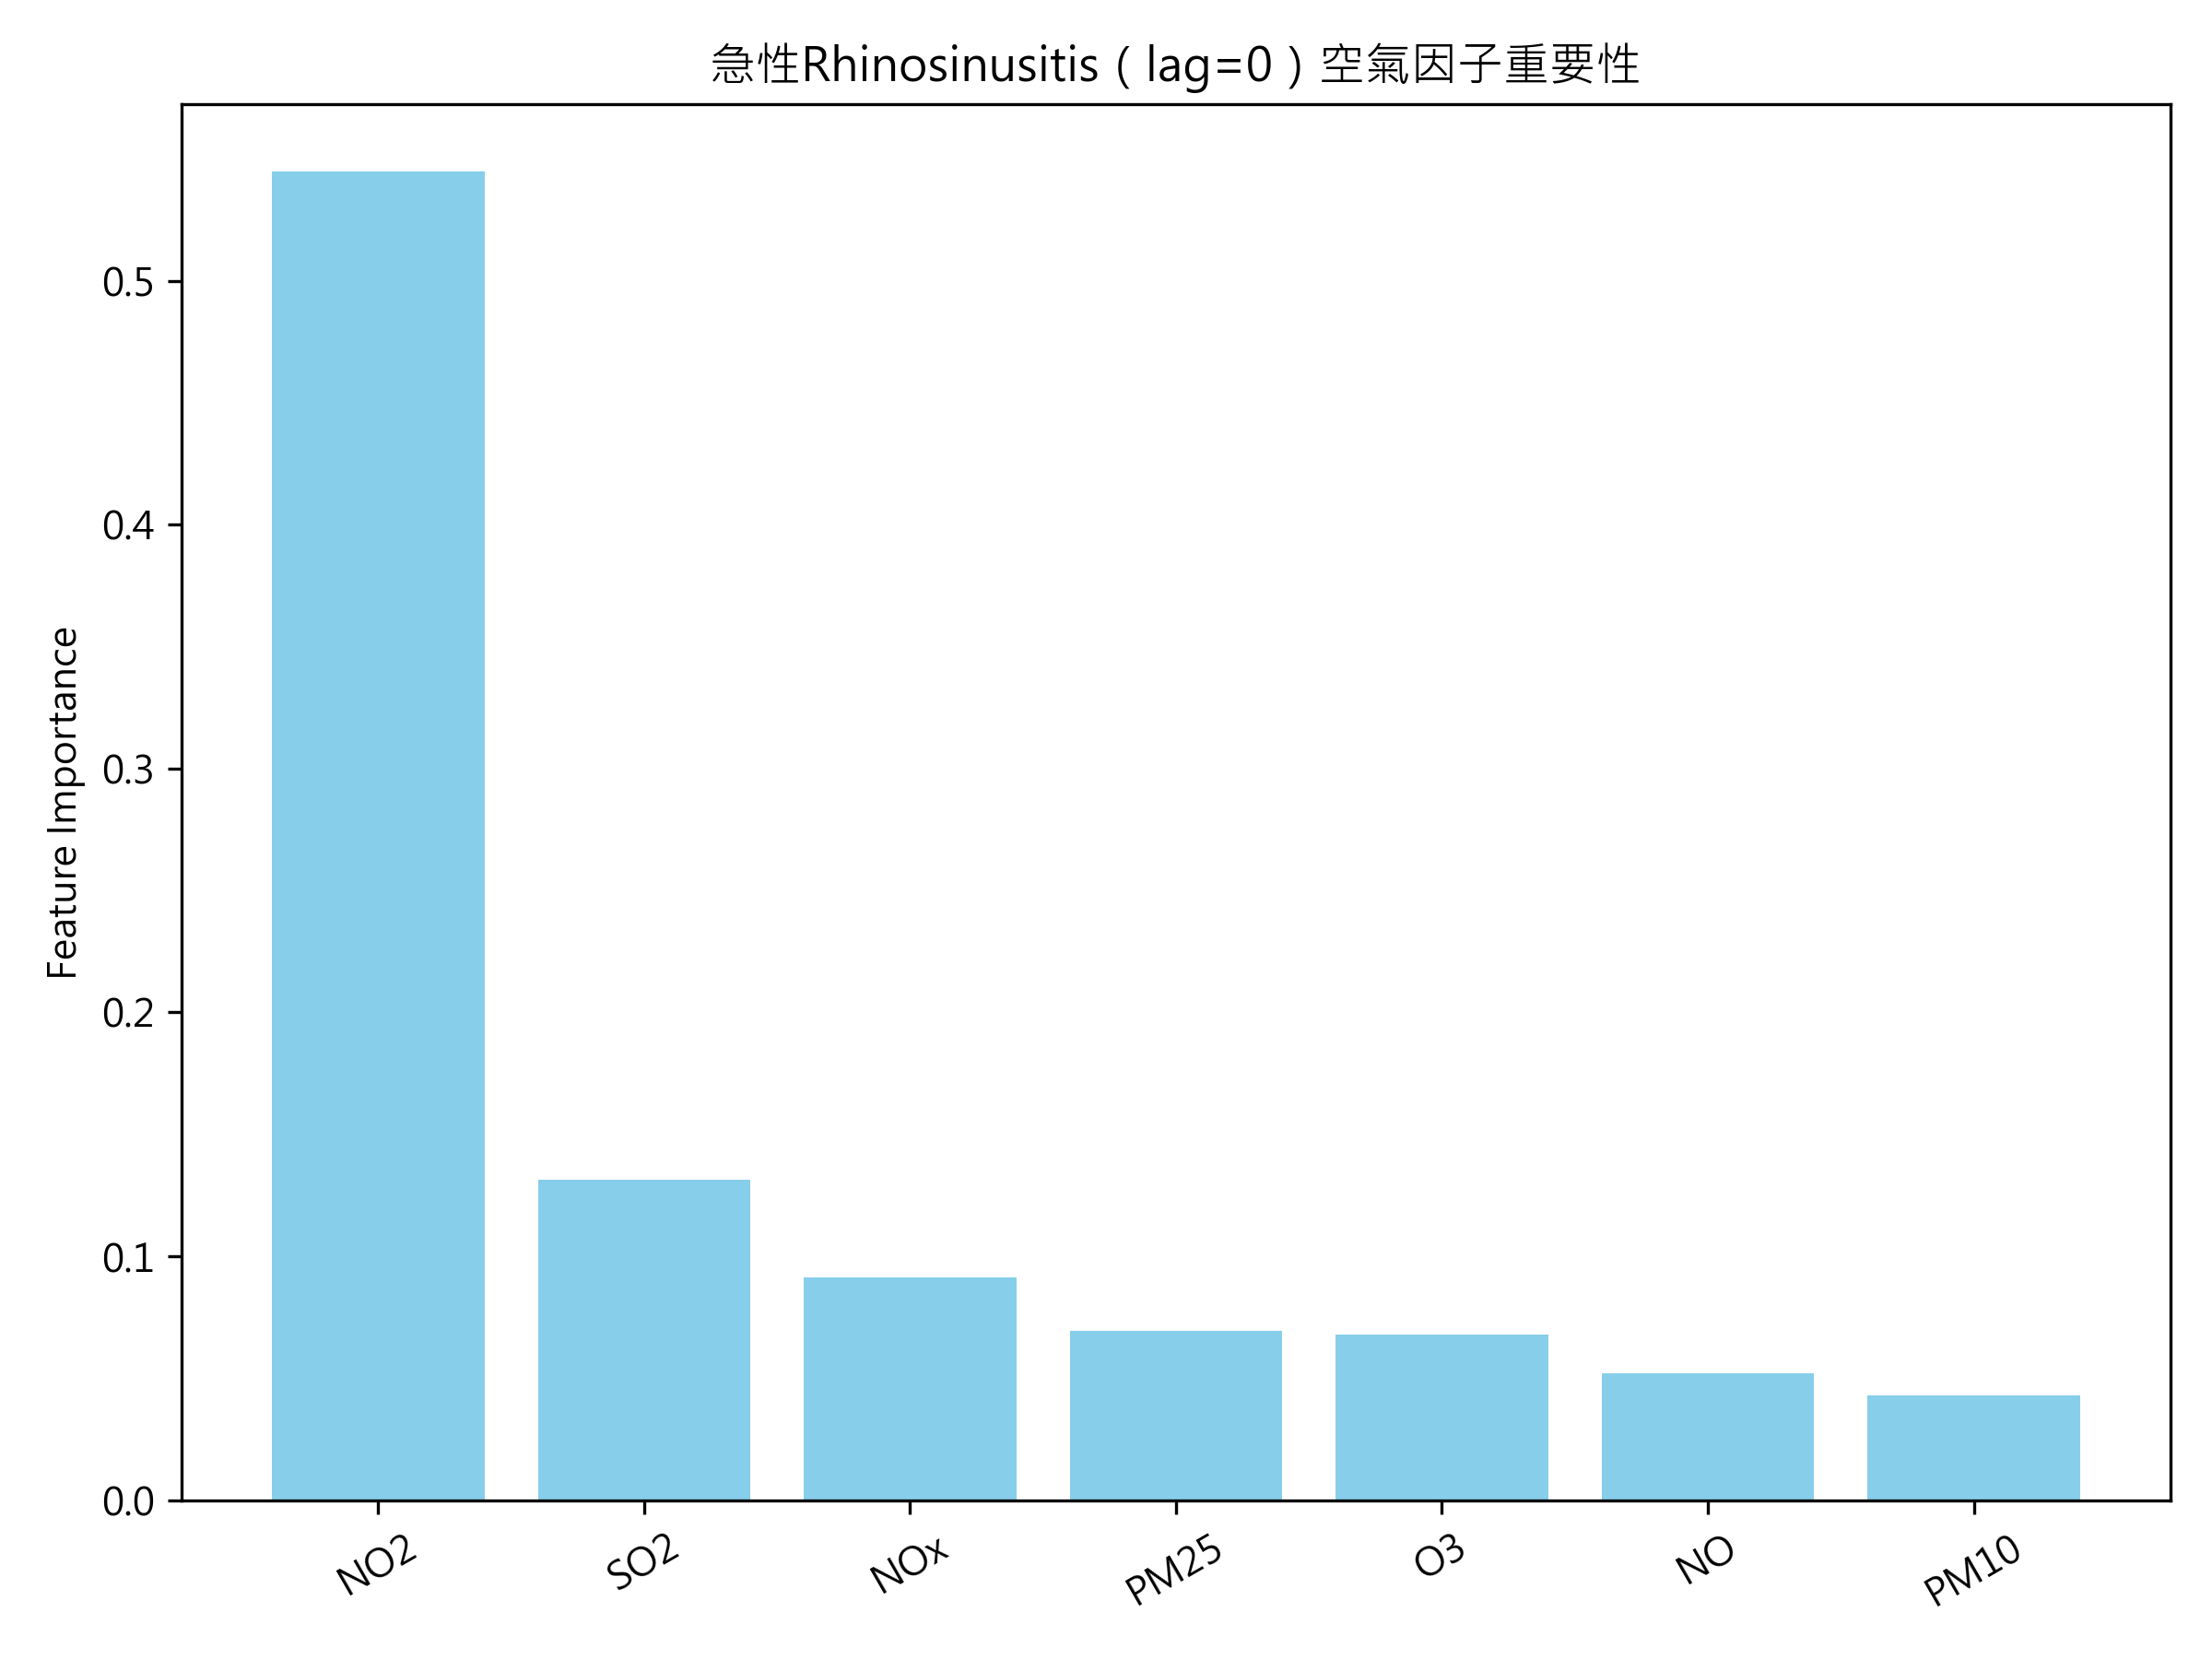 急性Rhinosinusitis（lag=0）空氣因子重要性
Feature Importance
0.5
0.4
0.3
0.2
0.1
0.0
NO2
SO2
NOx
PM25
O3
NO
PM10